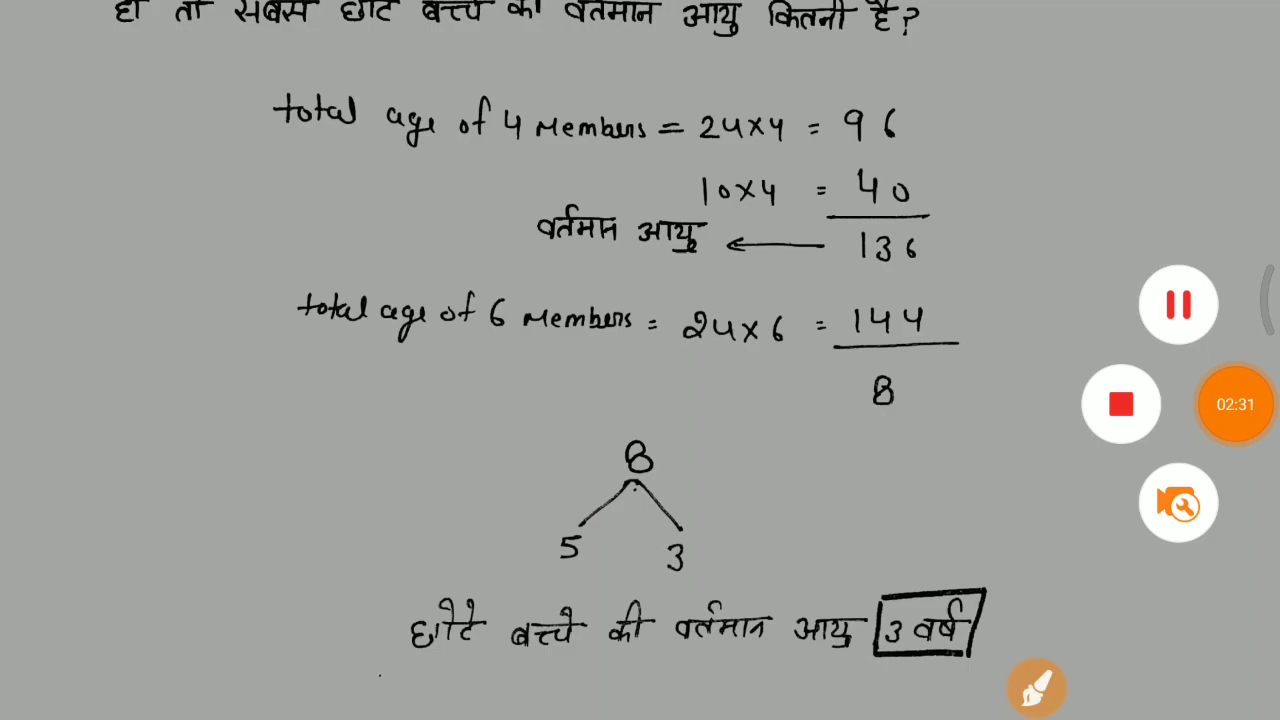 हो तो सबसे छोटे बच्चे की वर्तमान आयु कितनी है?
total age of 4 Members = 24×4 = 96
10×4 = 40
वर्तमान आयु ← 136
total age of 6 Members = 24×6 = 144
8
8
5 3
छोटे बच्चे की वर्तमान आयु 3 वर्ष
02:31